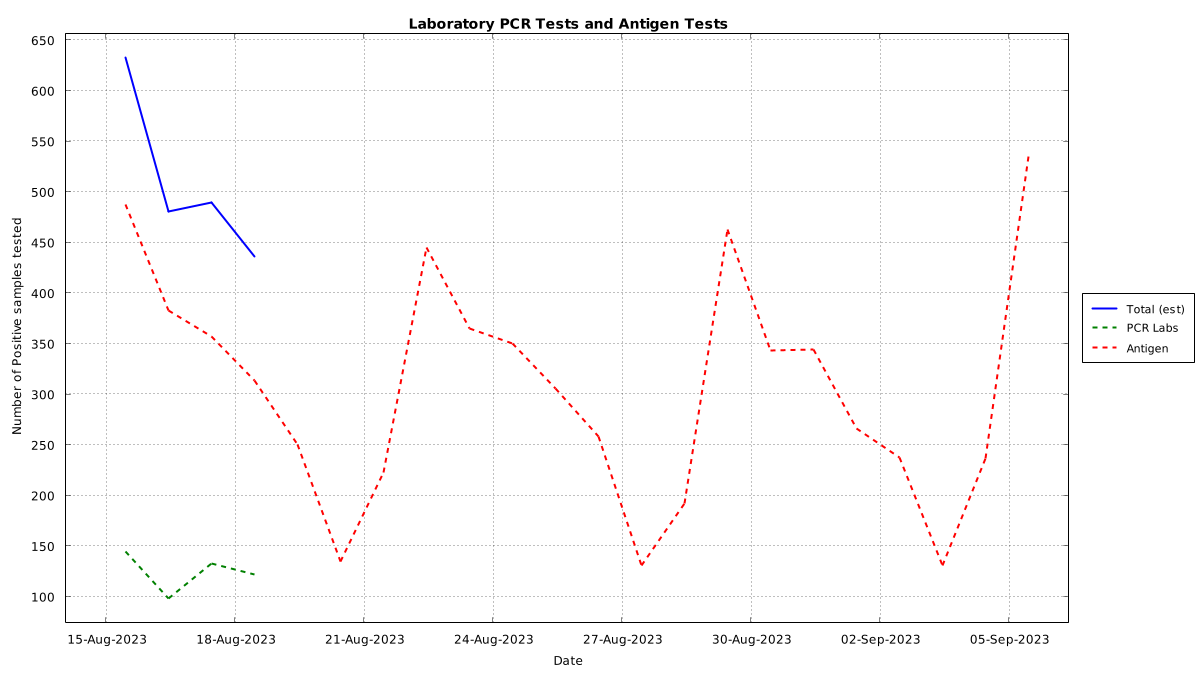 Laboratory PCR Tests and Antigen Tests
650
600
550
500
450
400
350
300
250
200
150
100
Number of Positive samples tested
15-Aug-2023 18-Aug-2023 21-Aug-2023 24-Aug-2023 27-Aug-2023 30-Aug-2023 02-Sep-2023 05-Sep-2023
Date
Total (est)
PCR Labs
Antigen